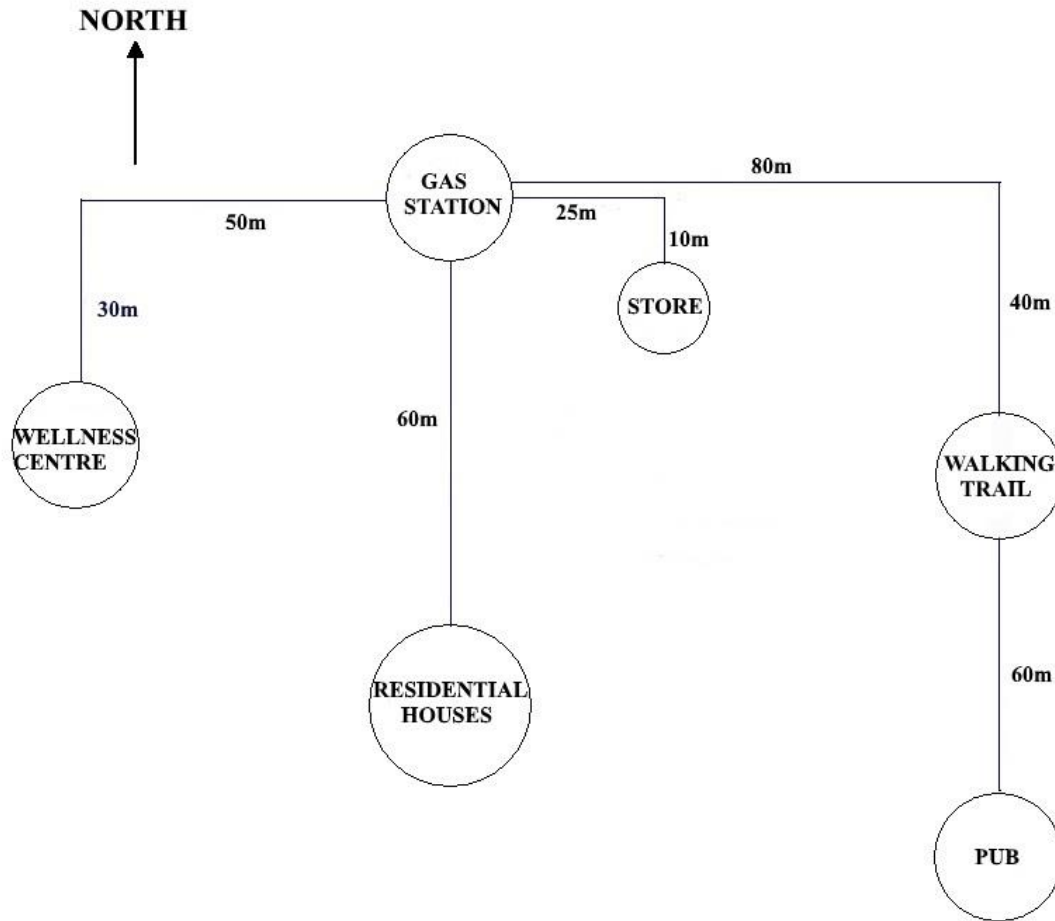 NORTH
80m
GAS
STATION
50m
25m
10m
30m
STORE
40m
60m
WELLNESS
CENTRE
WALKING
TRAIL
RESIDENTIAL
HOUSES
60m
PUB